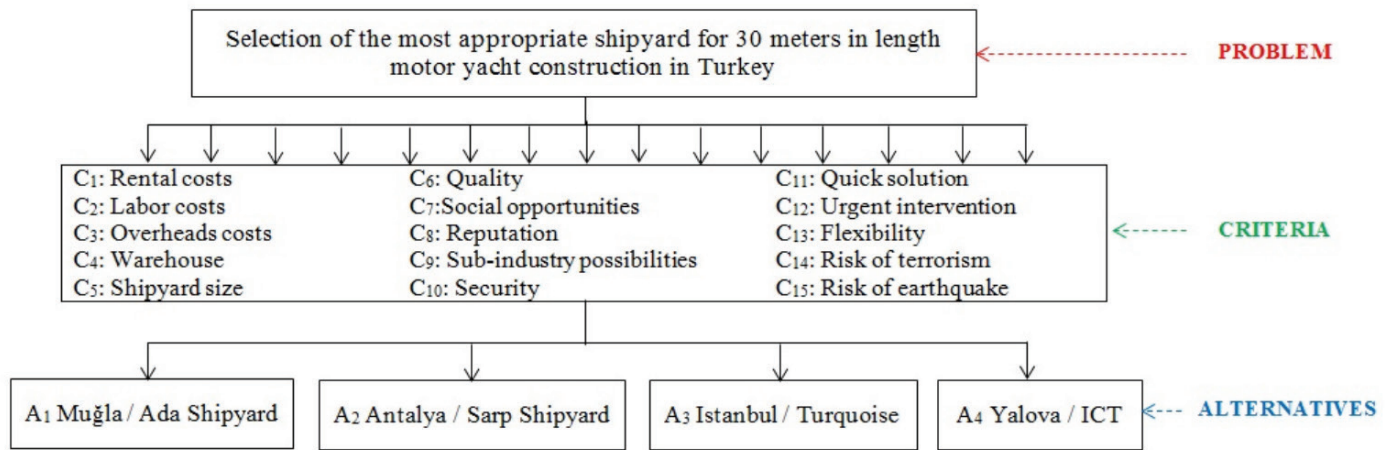 Selection of the most appropriate shipyard for 30 meters in length
motor yacht construction in Turkey
PROBLEM
C₁: Rental costs
C₂: Labor costs
C₃: Overheads costs
C₄: Warehouse
C₅: Shipyard size
C₆: Quality
C₇:Social opportunities
C₈: Reputation
C₉: Sub-industry possibilities
C₁₀: Security
C₁₁: Quick solution
C₁₂: Urgent intervention
C₁₃: Flexibility
C₁₄: Risk of terrorism
C₁₅: Risk of earthquake
CRITERIA
A₁ Muğla / Ada Shipyard
A₂ Antalya / Sarp Shipyard
A₃ Istanbul / Turquoise
A₄ Yalova / ICT
ALTERNATIVES